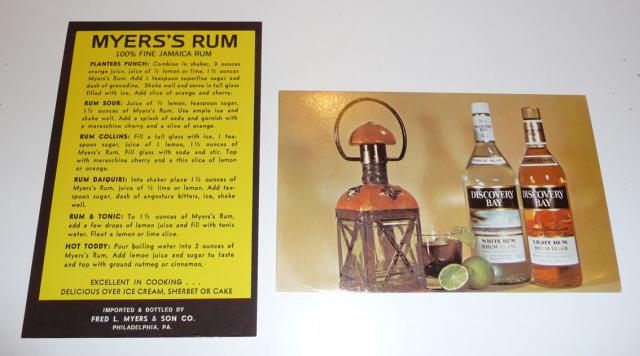 MYERS'S RUM
100% FINE JAMAICA RUM
PLANTERS PUNCH: Combine in shaker, 3 ounces
orange juice, juice of ½ lemon or lime, 1½ ounces
Myers's Rum. Add 1 teaspoon superfine sugar and
dash of grenadine. Shake well and serve in tall glass
filled with ice. Add slice of orange and cherry.
RUM SOUR: Juice of ½ lemon, teaspoon sugar,
1½ ounces of Myers's Rum. Use ample ice and
shake well. Add a splash of soda and garnish with
a maraschino cherry and a slice of orange.
RUM COLLINS: Fill a tall glass with ice, 1 tea-
spoon sugar, juice of 1 lemon, 1½ ounces of
Myers's Rum. Fill glass with soda and stir. Top
with maraschino cherry and a thin slice of lemon
or orange.
RUM DAIQUIRI: Into shaker place 1½ ounces of
Myers's Rum, juice of ½ lime or lemon. Add tea-
spoon sugar, dash of angostura bitters, ice, shake
well.
RUM & TONIC: To 1½ ounces of Myers's Rum,
add a few drops of lemon juice and fill with tonic
water. Float a lemon or lime slice.
HOT TODDY: Pour boiling water into 2 ounces of
Myers's Rum. Add lemon juice and sugar to taste
and top with ground nutmeg or cinnamon.
EXCELLENT IN COOKING . . .
DELICIOUS OVER ICE CREAM, SHERBET OR CAKE
IMPORTED & BOTTLED BY
FRED L. MYERS & SON CO.
PHILADELPHIA, PA.
WHITE RUM
DISCOVERY
BAY
WHITE RUM
RHUM BLANC
DISCOVERY
BAY
LIGHT RUM
RHUM LEGER